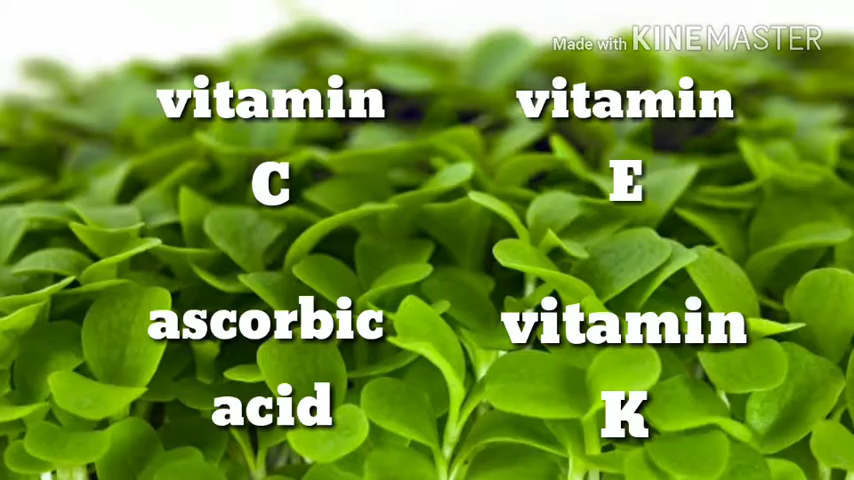 Made with KINEMASTER
vitamin
C
vitamin
E
ascorbic
acid
vitamin
K